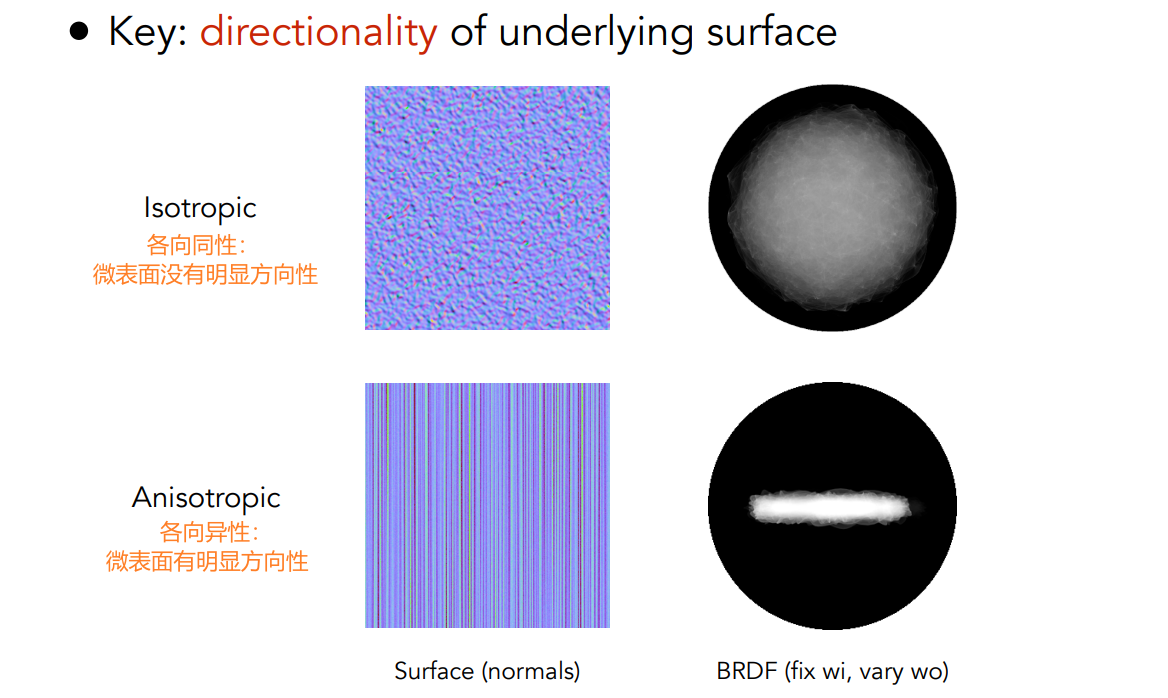 ● Key: directionality of underlying surface
Isotropic
各向同性：
微表面没有明显方向性
Anisotropic
各向异性：
微表面有明显方向性
Surface (normals)
BRDF (fix wi, vary wo)